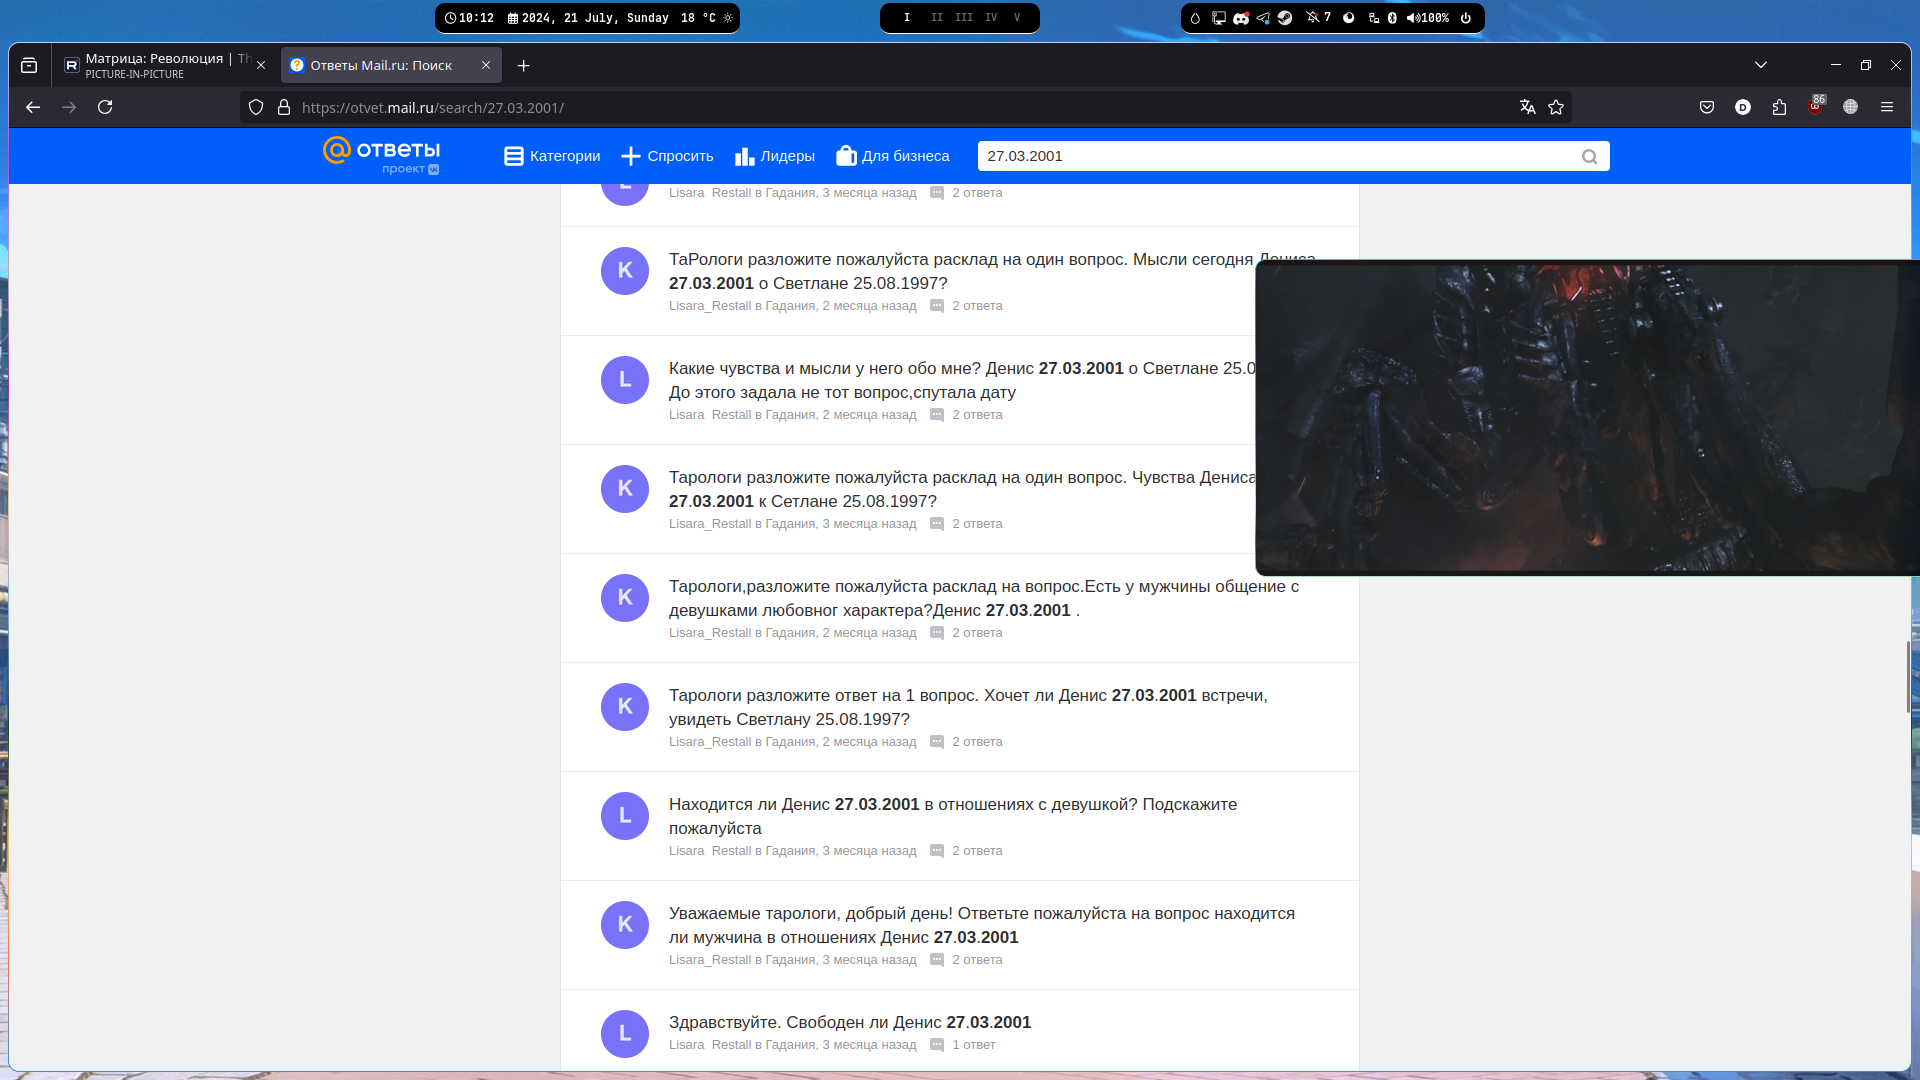 10:12 2024, 21 July, Sunday 18 °C
I II III IV V
7 100%
Матрица: Революция | Th
PICTURE-IN-PICTURE
Ответы Mail.ru: Поиск
https://otvet.mail.ru/search/27.03.2001/
86
ответы
проект
Категории
Спросить
Лидеры
Для бизнеса
27.03.2001
Lisara Restall в Гадания, 3 месяца назад 2 ответа
K
ТаРологи разложите пожалуйста расклад на один вопрос. Мысли сегодня Дениса
27.03.2001 о Светлане 25.08.1997?
Lisara_Restall в Гадания, 2 месяца назад 2 ответа
L
Какие чувства и мысли у него обо мне? Денис 27.03.2001 о Светлане 25.0
До этого задала не тот вопрос,спутала дату
Lisara Restall в Гадания, 2 месяца назад 2 ответа
K
Тарологи разложите пожалуйста расклад на один вопрос. Чувства Дениса
27.03.2001 к Сетлане 25.08.1997?
Lisara_Restall в Гадания, 3 месяца назад 2 ответа
K
Тарологи,разложите пожалуйста расклад на вопрос.Есть у мужчины общение с
девушками любовног характера?Денис 27.03.2001 .
Lisara_Restall в Гадания, 2 месяца назад 2 ответа
K
Тарологи разложите ответ на 1 вопрос. Хочет ли Денис 27.03.2001 встречи,
увидеть Светлану 25.08.1997?
Lisara_Restall в Гадания, 2 месяца назад 2 ответа
L
Находится ли Денис 27.03.2001 в отношениях с девушкой? Подскажите
пожалуйста
Lisara Restall в Гадания, 3 месяца назад 2 ответа
K
Уважаемые тарологи, добрый день! Ответьте пожалуйста на вопрос находится
ли мужчина в отношениях Денис 27.03.2001
Lisara_Restall в Гадания, 3 месяца назад 2 ответа
L
Здравствуйте. Свободен ли Денис 27.03.2001
Lisara Restall в Гадания, 3 месяца назад 1 ответ